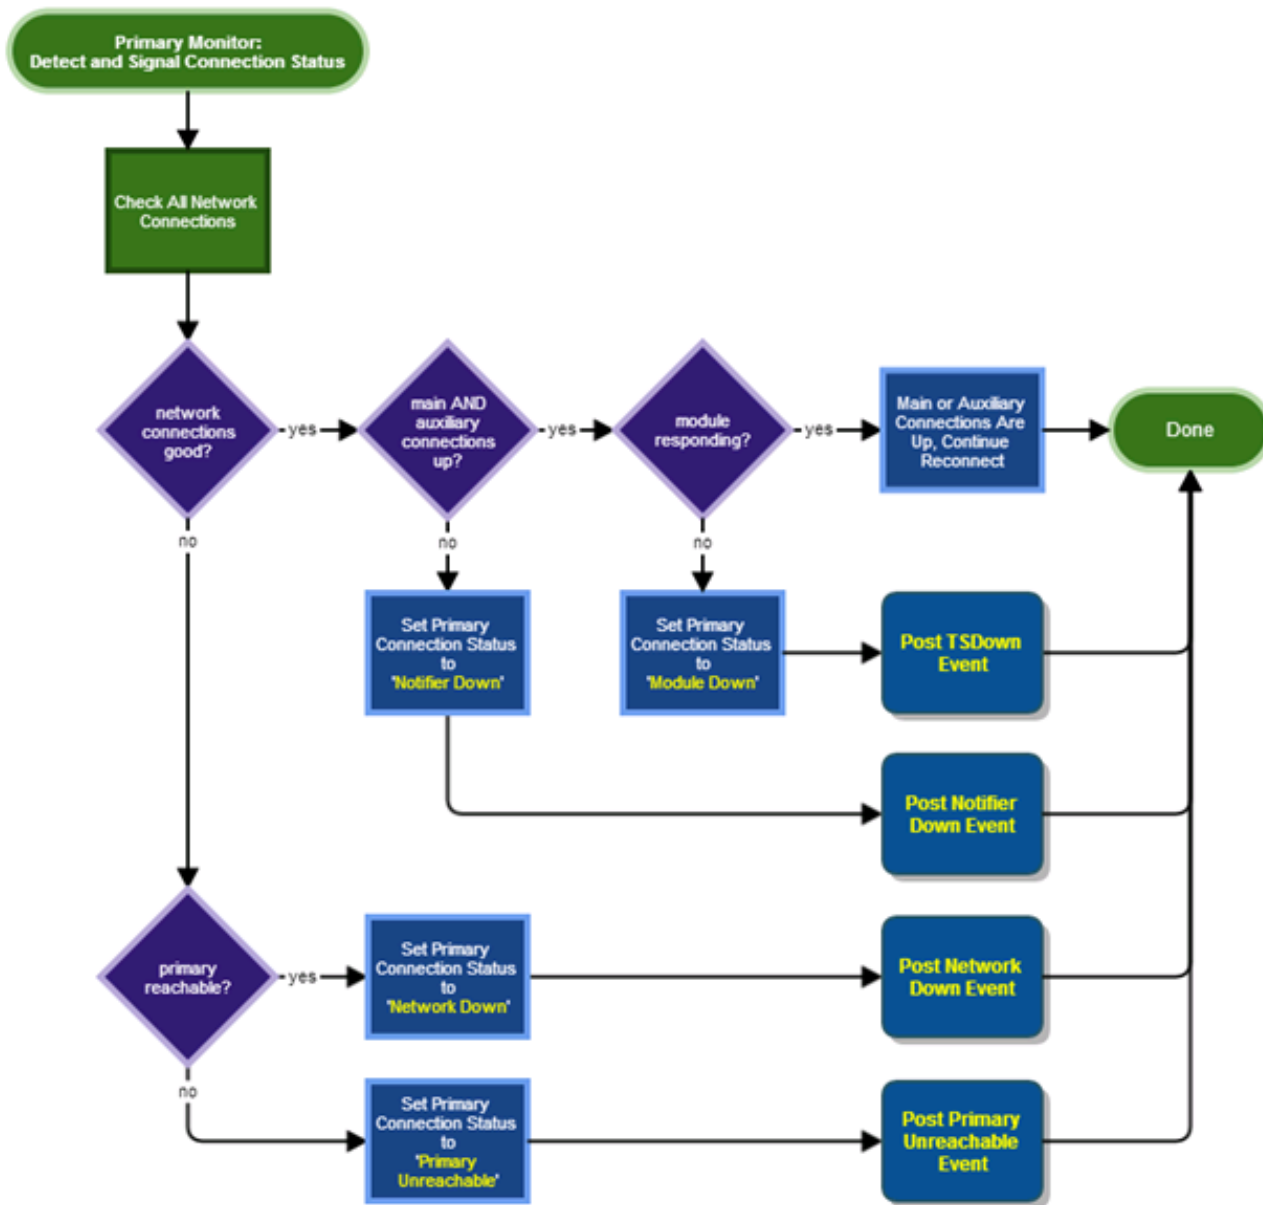 Primary Monitor:
Detect and Signal Connection Status
Check All Network
Connections
network
connections
good?
yes
main AND
auxiliary
connections
up?
yes
module
responding?
yes
Main or Auxiliary
Connections Are
Up, Continue
Reconnect
Done
no
no
no
Set Primary
Connection Status
to
"Notifier Down"
Set Primary
Connection Status
to
"Module Down"
Post TSDown
Event
Post Notifier
Down Event
primary
reachable?
yes
Set Primary
Connection Status
to
"Network Down"
Post Network
Down Event
no
Set Primary
Connection Status
to
"Primary
Unreachable"
Post Primary
Unreachable
Event